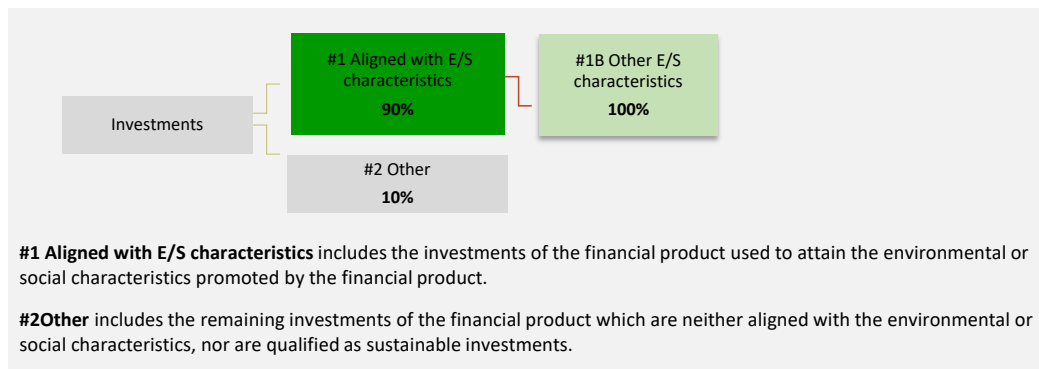 #1 Aligned with E/S
characteristics
90%
#1B Other E/S
characteristics
100%
Investments
#2 Other
10%
#1 Aligned with E/S characteristics includes the investments of the financial product used to attain the environmental or
social characteristics promoted by the financial product.
#2Other includes the remaining investments of the financial product which are neither aligned with the environmental or
social characteristics, nor are qualified as sustainable investments.